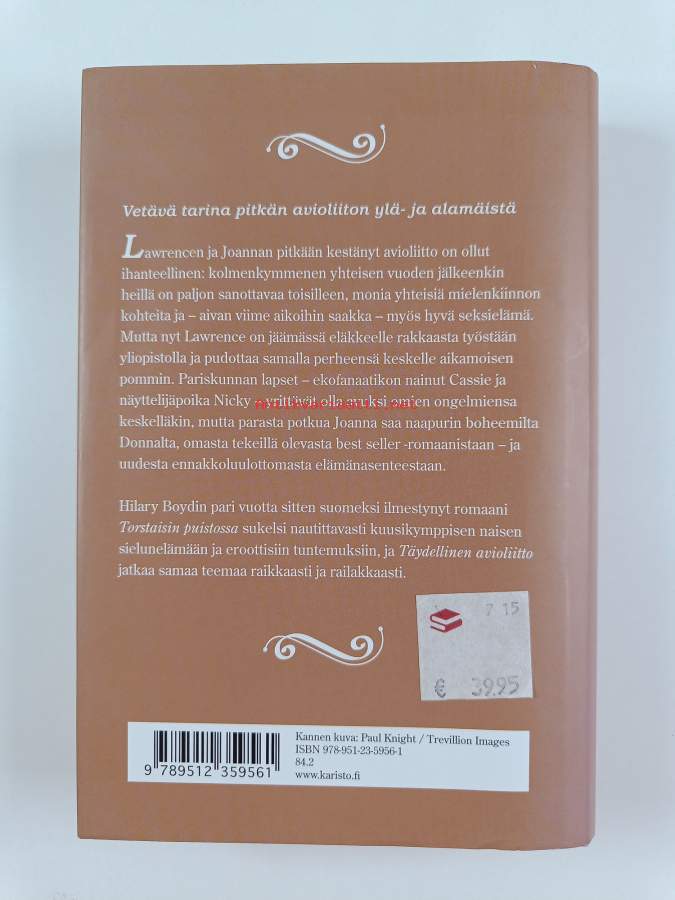 Vetävä tarina pitkän avioliiton ylä- ja alamäistä
Lawrencen ja Joannan pitkään kestänyt avioliitto on ollut
ihanteellinen: kolmenkymmenen yhteisen vuoden jälkeenkin
heillä on paljon sanottavaa toisilleen, monia yhteisiä mielenkiinnon
kohteita ja – aivan viime aikoihin saakka – myös hyvä seksielämä.
Mutta nyt Lawrence on jäämässä eläkkeelle rakkaasta työstään
yliopistolla ja pudottaa samalla perheensä keskelle aikamoisen
pommin. Pariskunnan lapset – ekofanaatikon nainut Cassie ja
näyttelijäpoika Nicky – yrittävät olla avuksi omien ongelmiensa
keskelläkin, mutta parasta potkua Joanna saa naapurin boheemilta
Donnalta, omasta tekeillä olevasta best seller -romaanistaan – ja
uudesta ennakkoluulottomasta elämänasenteestaan.
Hilary Boydin pari vuotta sitten suomeksi ilmestynyt romaani
Torstaisin puistossa sukelsi nautittavasti kuusikymppisen naisen
sielunelämään ja eroottisiin tuntemuksiin, ja Täydellinen avioliitto
jatkaa samaa teemaa raikkaasti ja railakkaasti.
7 15
€ 39.95
Kannen kuva: Paul Knight / Trevillion Images
ISBN 978-951-23-5956-1
84.2
www.karisto.fi
9 789512 359561